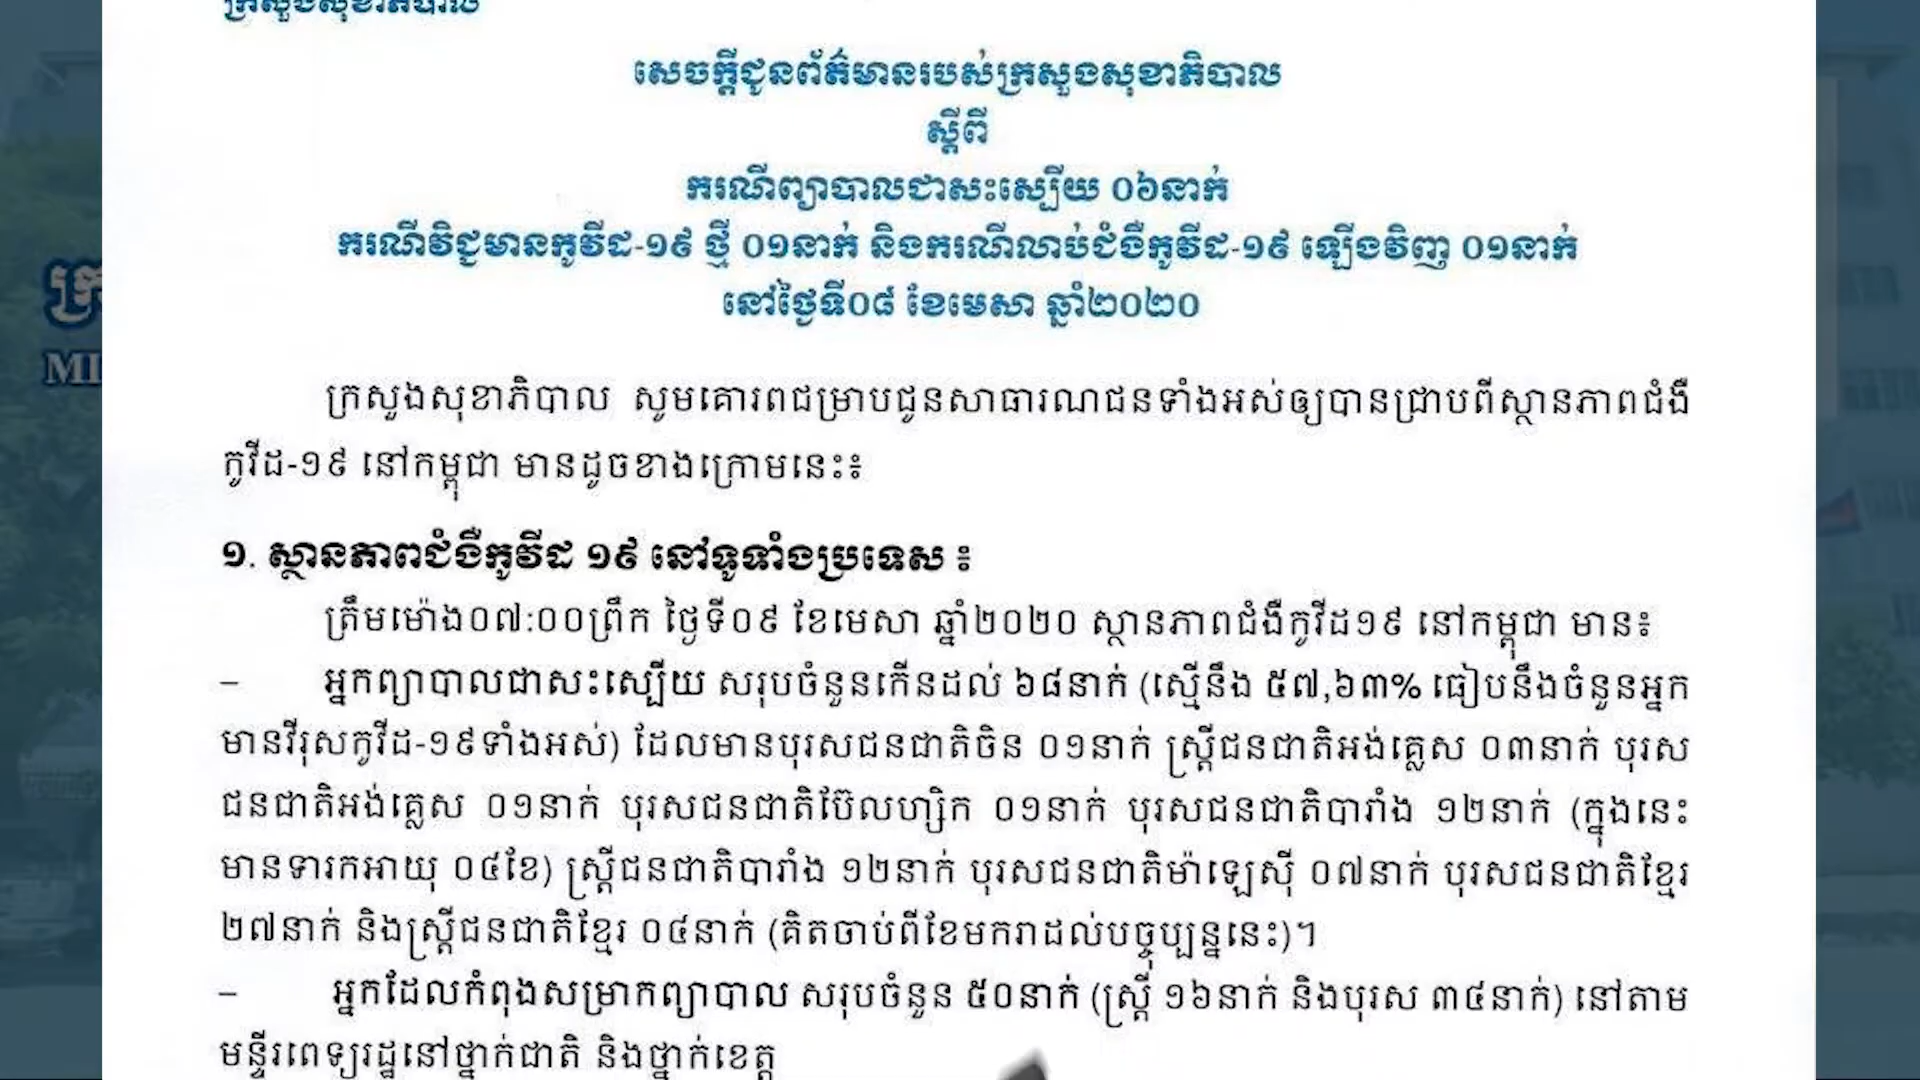 ក្រសួងសុខាភិបាល
សេចក្តីជូនព័ត៌មានរបស់ក្រសួងសុខាភិបាល
ស្តីពី
ករណីព្យាបាលជាសះស្បើយ ០៦នាក់
ករណីវិជ្ជមានកូវីដ-១៩ ថ្មី ០១នាក់ និងករណីលាប់ជំងឺកូវីដ-១៩ ឡើងវិញ ០១នាក់
នៅថ្ងៃទី០៨ ខែមេសា ឆ្នាំ២០២០
ក្រសួងសុខាភិបាល សូមគោរពជម្រាបជូនសាធារណជនទាំងអស់ឲ្យបានជ្រាបពីស្ថានភាពជំងឺ
កូវីដ-១៩ នៅកម្ពុជា មានដូចខាងក្រោមនេះ៖
១. ស្ថានភាពជំងឺកូវីដ ១៩ នៅទូទាំងប្រទេស ៖
ត្រឹមម៉ោង០៧:០០ព្រឹក ថ្ងៃទី០៩ ខែមេសា ឆ្នាំ២០២០ ស្ថានភាពជំងឺកូវីដ១៩ នៅកម្ពុជា មាន៖
– អ្នកព្យាបាលជាសះស្បើយ សរុបចំនួនកើនដល់ ៦៨នាក់ (ស្មើនឹង ៥៧,៦៣% ធៀបនឹងចំនួនអ្នក
មានវីរុសកូវីដ-១៩ទាំងអស់) ដែលមានបុរសជនជាតិចិន ០១នាក់ ស្ត្រីជនជាតិអង់គ្លេស ០៣នាក់ បុរស
ជនជាតិអង់គ្លេស ០១នាក់ បុរសជនជាតិប៊ែលហ្សិក ០១នាក់ បុរសជនជាតិបារាំង ១២នាក់ (ក្នុងនេះ
មានទារកអាយុ ០៤ខែ) ស្ត្រីជនជាតិបារាំង ១២នាក់ បុរសជនជាតិម៉ាឡេស៊ី ០៧នាក់ បុរសជនជាតិខ្មែរ
២៧នាក់ និងស្ត្រីជនជាតិខ្មែរ ០៤នាក់ (គិតចាប់ពីខែមករាដល់បច្ចុប្បន្ននេះ)។
– អ្នកដែលកំពុងសម្រាកព្យាបាល សរុបចំនួន ៥០នាក់ (ស្ត្រី ១៦នាក់ និងបុរស ៣៤នាក់) នៅតាម
មន្ទីរពេទ្យរដ្ឋនៅថ្នាក់ជាតិ និងថ្នាក់ខេត្ត